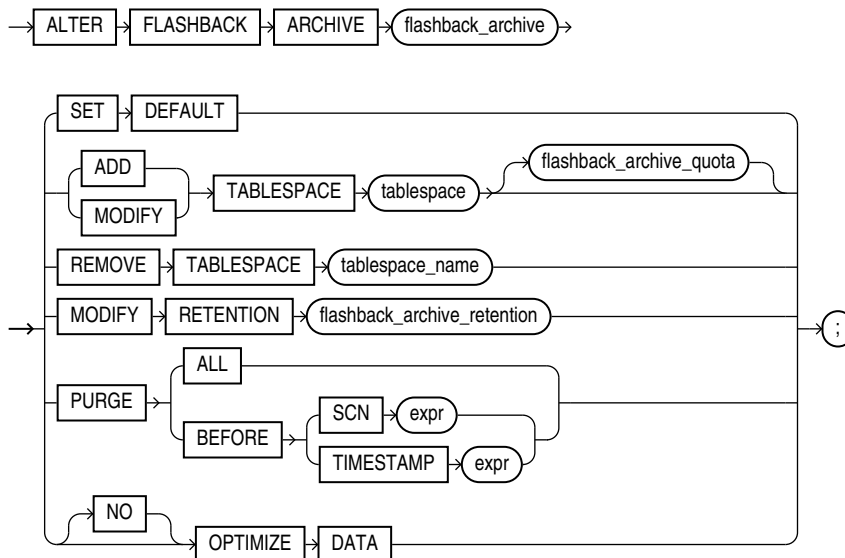 ALTER FLASHBACK ARCHIVE flashback_archive
SET DEFAULT
flashback_archive_quota
ADD
TABLESPACE tablespace
MODIFY
REMOVE TABLESPACE tablespace_name
MODIFY RETENTION flashback_archive_retention
;
ALL
PURGE
SCN expr
BEFORE
TIMESTAMP expr
NO
OPTIMIZE DATA